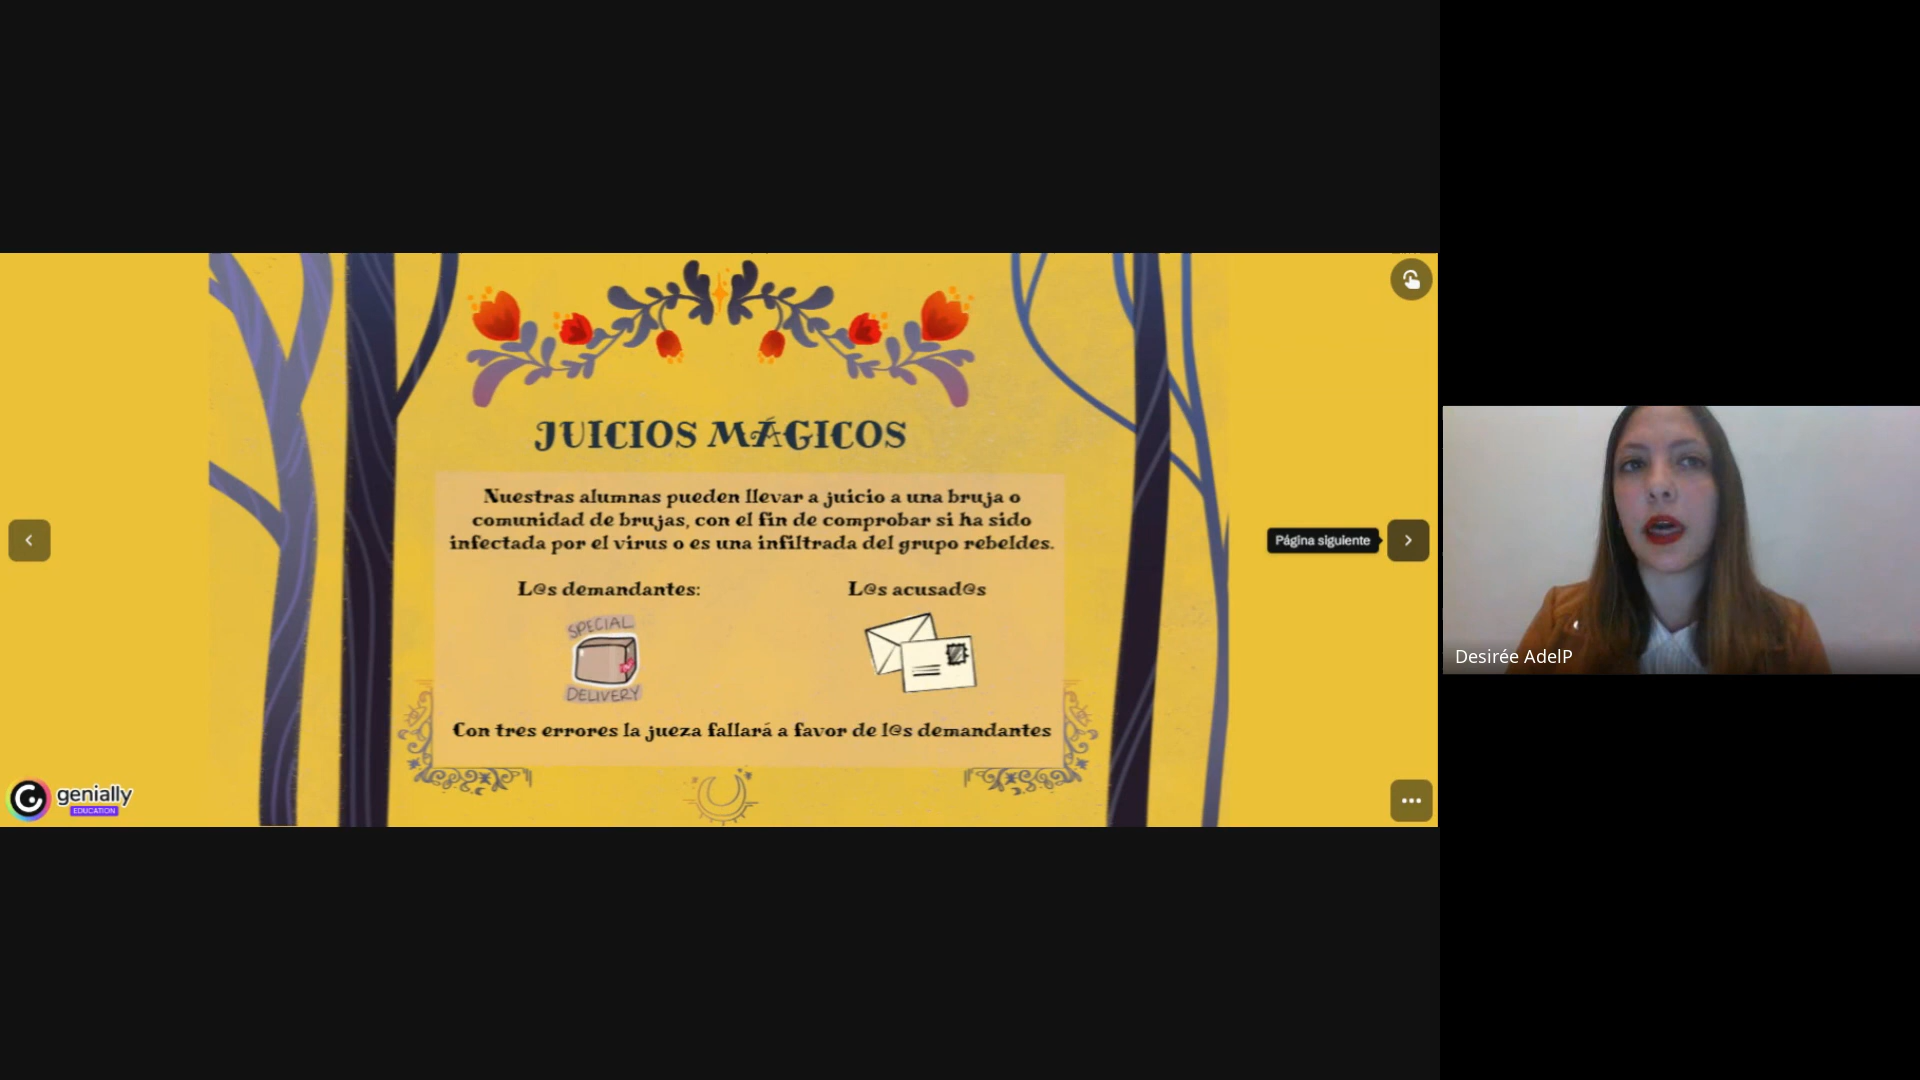 JUICIOS MÁGICOS
Nuestras alumnas pueden llevar a juicio a una bruja o
comunidad de brujas, con el fin de comprobar si ha sido
infectada por el virus o es una infiltrada del grupo rebeldes.
L@s demandantes:
L@s acusad@s
SPECIAL
DELIVERY
Con tres errores la jueza fallará a favor de l@s demandantes
Página siguiente
genially
EDUCATION
Desirée AdelP